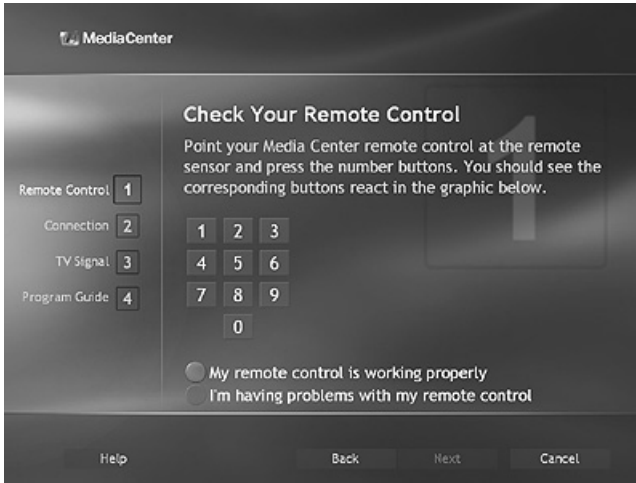 MediaCenter
Check Your Remote Control
Point your Media Center remote control at the remote
sensor and press the number buttons. You should see the
corresponding buttons react in the graphic below.
Remote Control 1
Connection 2
TV Signal 3
Program Guide 4
1
1 2 3
4 5 6
7 8 9
0
My remote control is working properly
I'm having problems with my remote control
Help Back Next Cancel